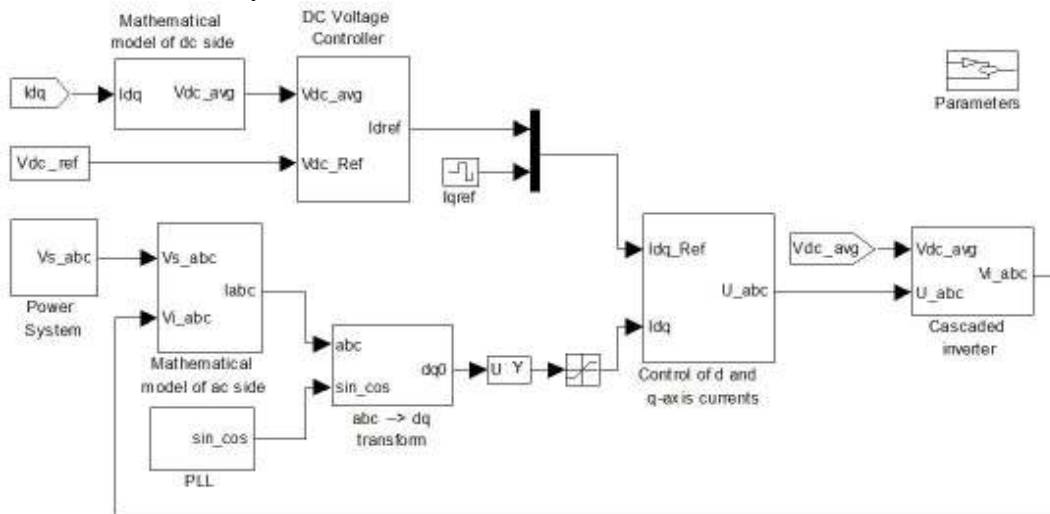 Mathematical
model of dc side
DC Voltage
Controller
Idq
Idq
Vdc_avg
Vdc_avg
Idref
Vdc_ref
Vdc_Ref
Iqref
Parameters
Vs_abc
Power
System
Vs_abc
Iabc
Vi_abc
Mathematical
model of ac side
abc
dq0
sin_cos
abc --> dq
transform
sin_cos
PLL
U Y
Idq_Ref
U_abc
Idq
Control of d and
q-axis currents
Vdc_avg
Vdc_avg
Vi_abc
U_abc
Cascaded
inverter